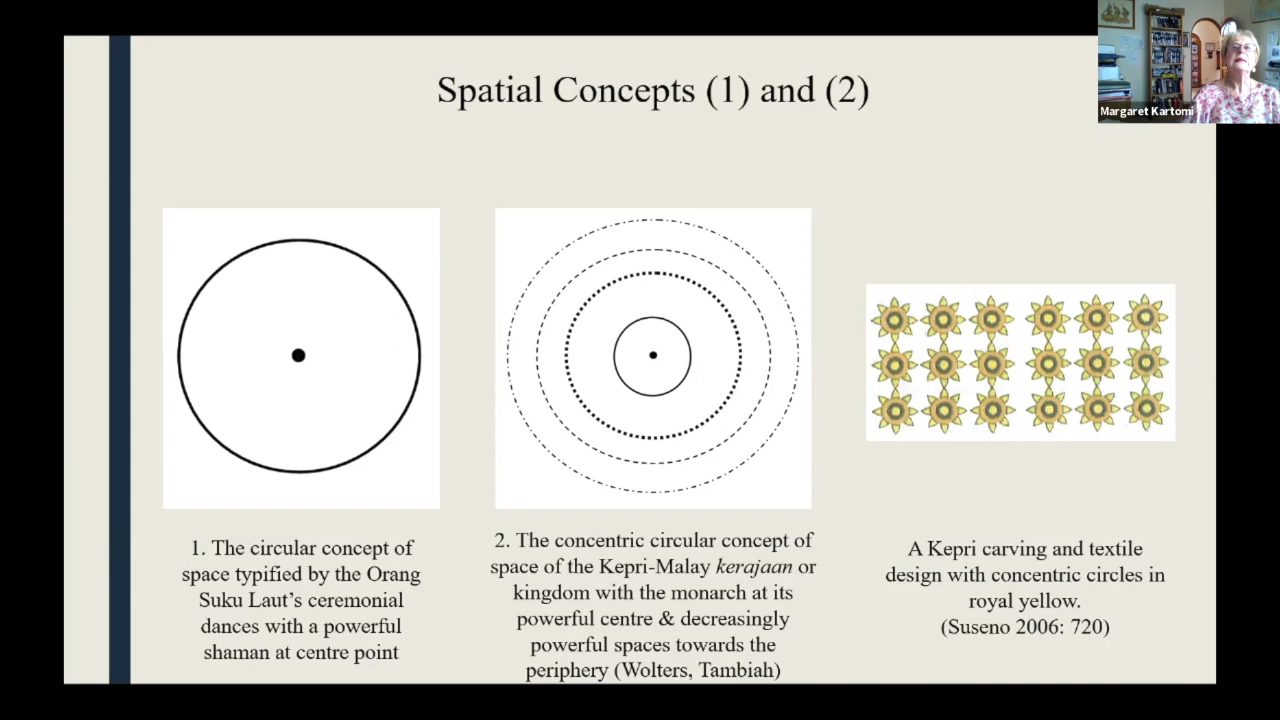 Spatial Concepts (1) and (2)
Margaret Kartomi
1. The circular concept of
space typified by the Orang
Suku Laut’s ceremonial
dances with a powerful
shaman at centre point
2. The concentric circular concept of
space of the Kepri-Malay kerajaan or
kingdom with the monarch at its
powerful centre & decreasingly
powerful spaces towards the
periphery (Wolters, Tambiah)
A Kepri carving and textile
design with concentric circles in
royal yellow.
(Suseno 2006: 720)